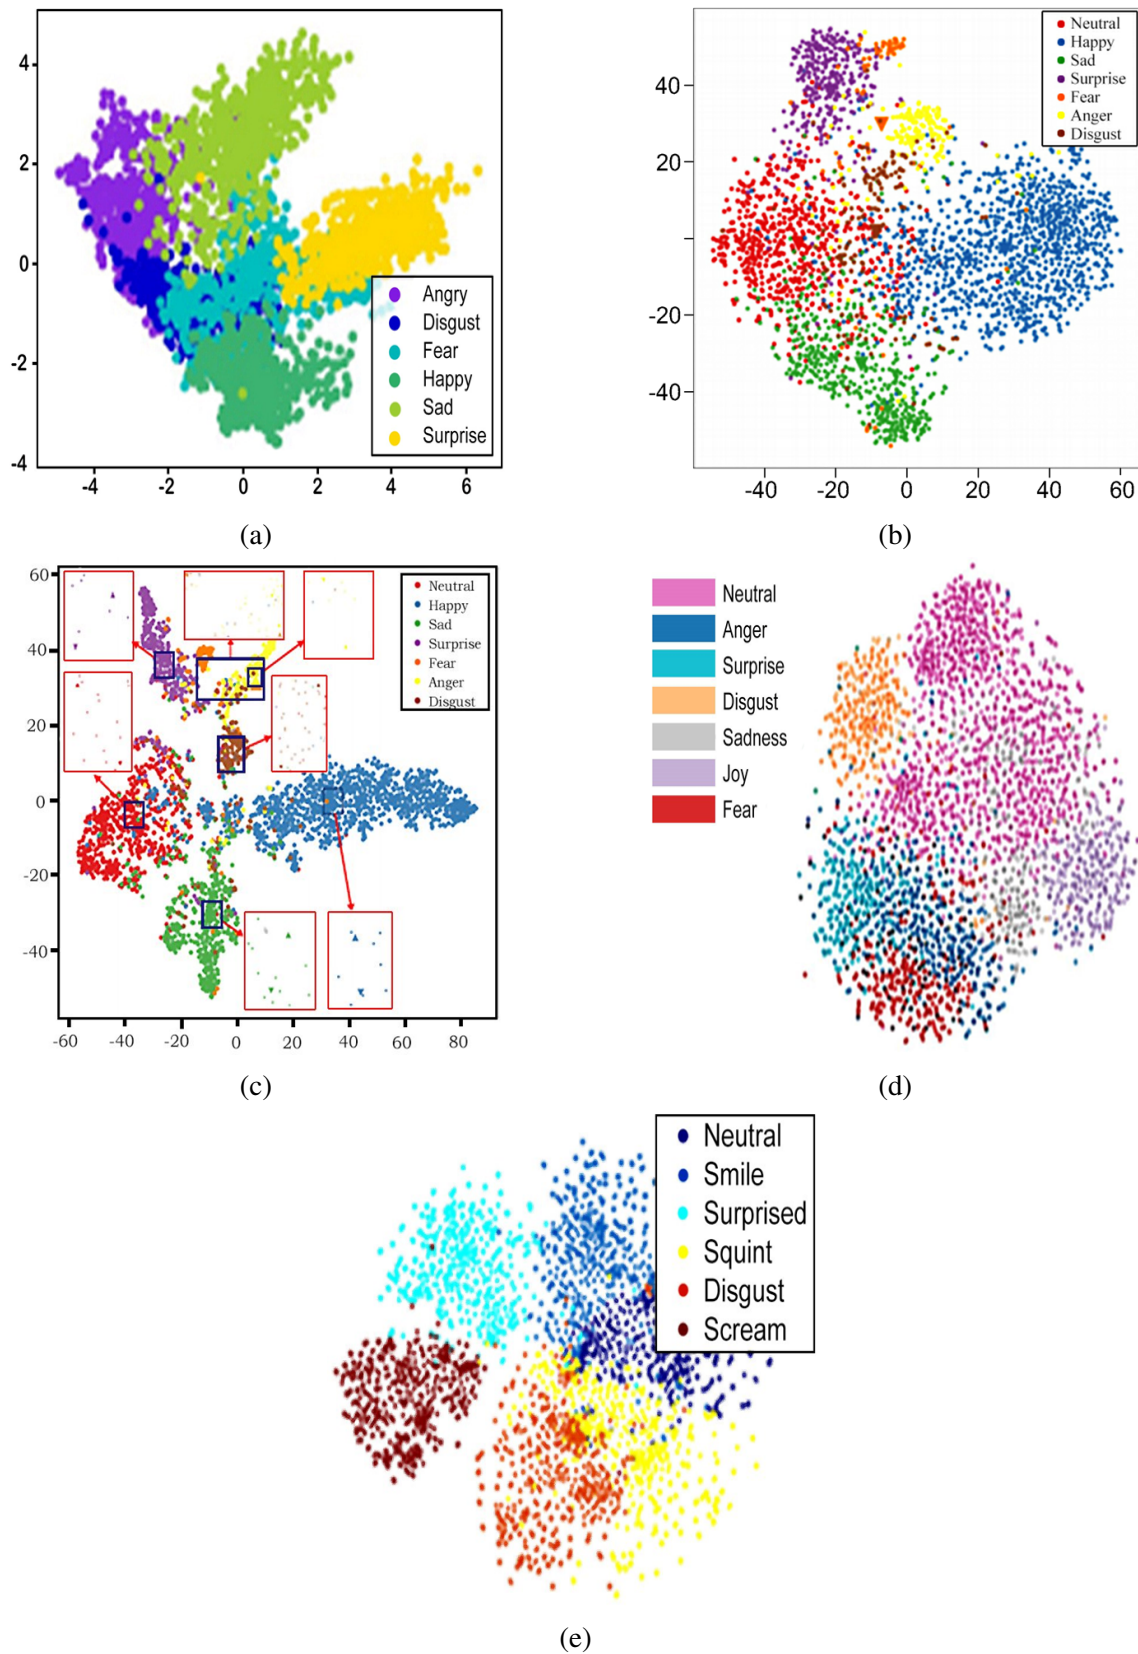 4
2
0
-2
-4
-4
-2
0
2
4
6
Angry
Disgust
Fear
Happy
Sad
Surprise
(a)
40
20
-20
-40
-40
-20
0
20
40
60
Neutral
Happy
Sad
Surprise
Fear
Anger
Disgust
(b)
60
40
20
0
-20
-40
-60
-40
-20
0
20
40
60
80
Neutral
Happy
Sad
Surprise
Fear
Anger
Disgust
(c)
Neutral
Anger
Surprise
Disgust
Sadness
Joy
Fear
(d)
Neutral
Smile
Surprised
Squint
Disgust
Scream
(e)